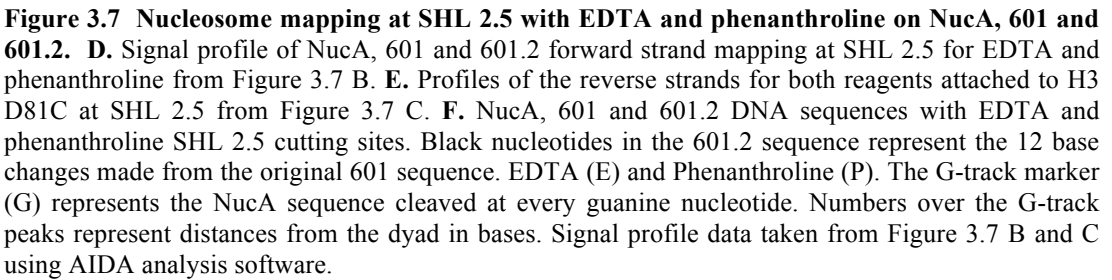 Figure 3.7 Nucleosome mapping at SHL 2.5 with EDTA and phenanthroline on NucA, 601 and
601.2. D. Signal profile of NucA, 601 and 601.2 forward strand mapping at SHL 2.5 for EDTA and
phenanthroline from Figure 3.7 B. E. Profiles of the reverse strands for both reagents attached to H3
D81C at SHL 2.5 from Figure 3.7 C. F. NucA, 601 and 601.2 DNA sequences with EDTA and
phenanthroline SHL 2.5 cutting sites. Black nucleotides in the 601.2 sequence represent the 12 base
changes made from the original 601 sequence. EDTA (E) and Phenanthroline (P). The G-track marker
(G) represents the NucA sequence cleaved at every guanine nucleotide. Numbers over the G-track
peaks represent distances from the dyad in bases. Signal profile data taken from Figure 3.7 B and C
using AIDA analysis software.